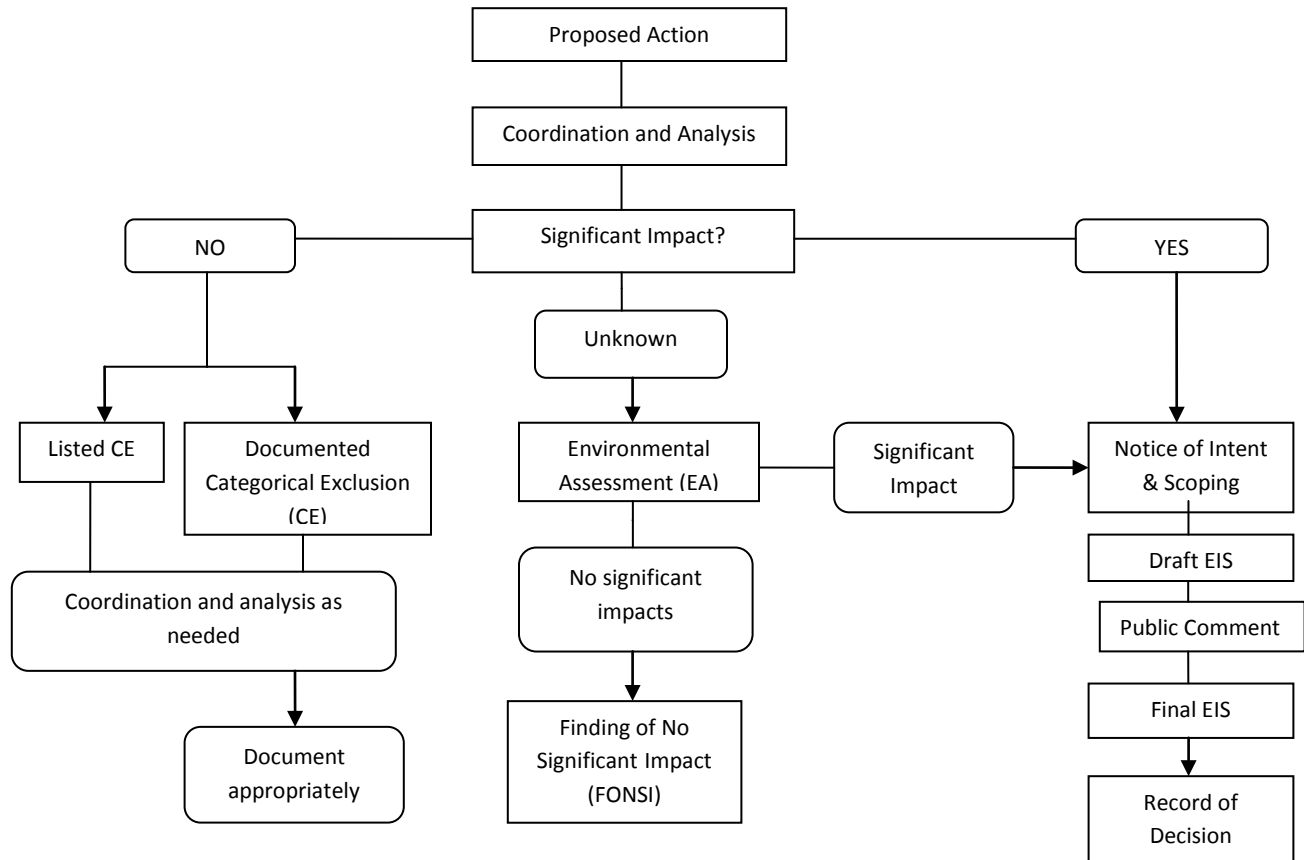 Proposed Action
Coordination and Analysis
Significant Impact?
NO
YES
Unknown
Listed CE
Documented
Categorical Exclusion
(CE)
Environmental
Assessment (EA)
Significant
Impact
Notice of Intent
& Scoping
Draft EIS
Public Comment
Final EIS
Record of
Decision
Coordination and analysis as
needed
No significant
impacts
Document
appropriately
Finding of No
Significant Impact
(FONSI)